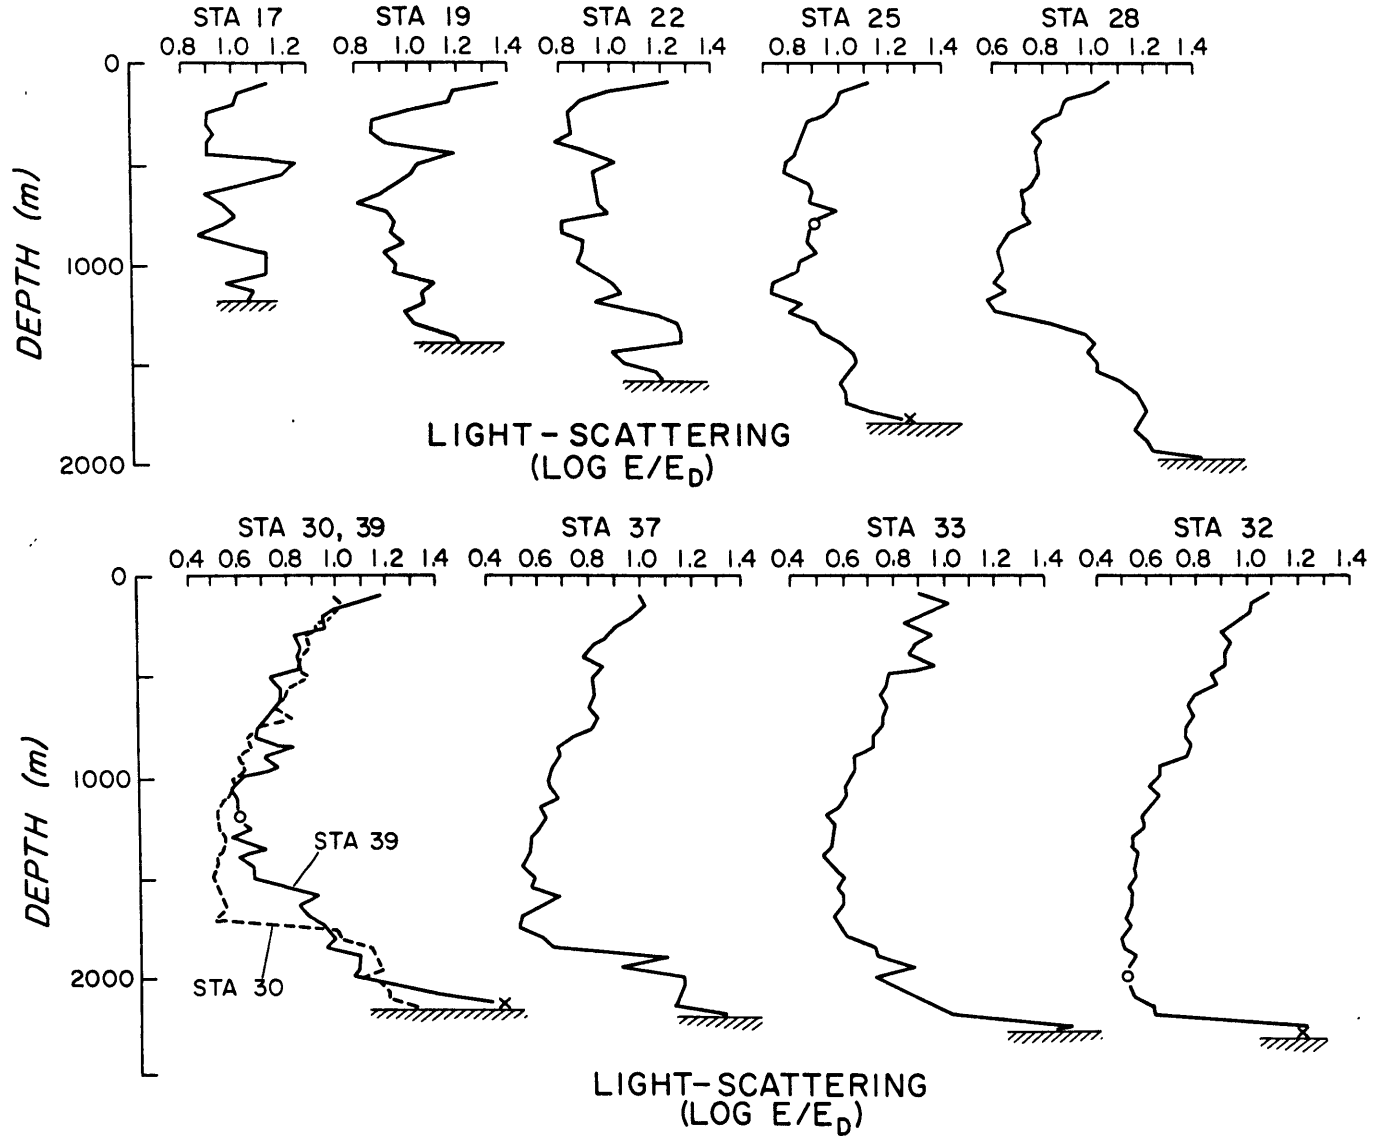 STA 17 STA 19 STA 22 STA 25 STA 28
0.8 1.0 1.2 0.8 1.0 1.2 1.4 0.8 1.0 1.2 1.4 0.8 1.0 1.2 1.4 0.6 0.8 1.0 1.2 1.4
0
DEPTH (m)
1000
2000
LIGHT-SCATTERING
(LOG E/E_D)
STA 30, 39 STA 37 STA 33 STA 32
0.4 0.6 0.8 1.0 1.2 1.4 0.4 0.6 0.8 1.0 1.2 1.4 0.4 0.6 0.8 1.0 1.2 1.4 0.4 0.6 0.8 1.0 1.2 1.4
0
DEPTH (m)
1000
STA 39
2000
STA 30
LIGHT-SCATTERING
(LOG E/E_D)